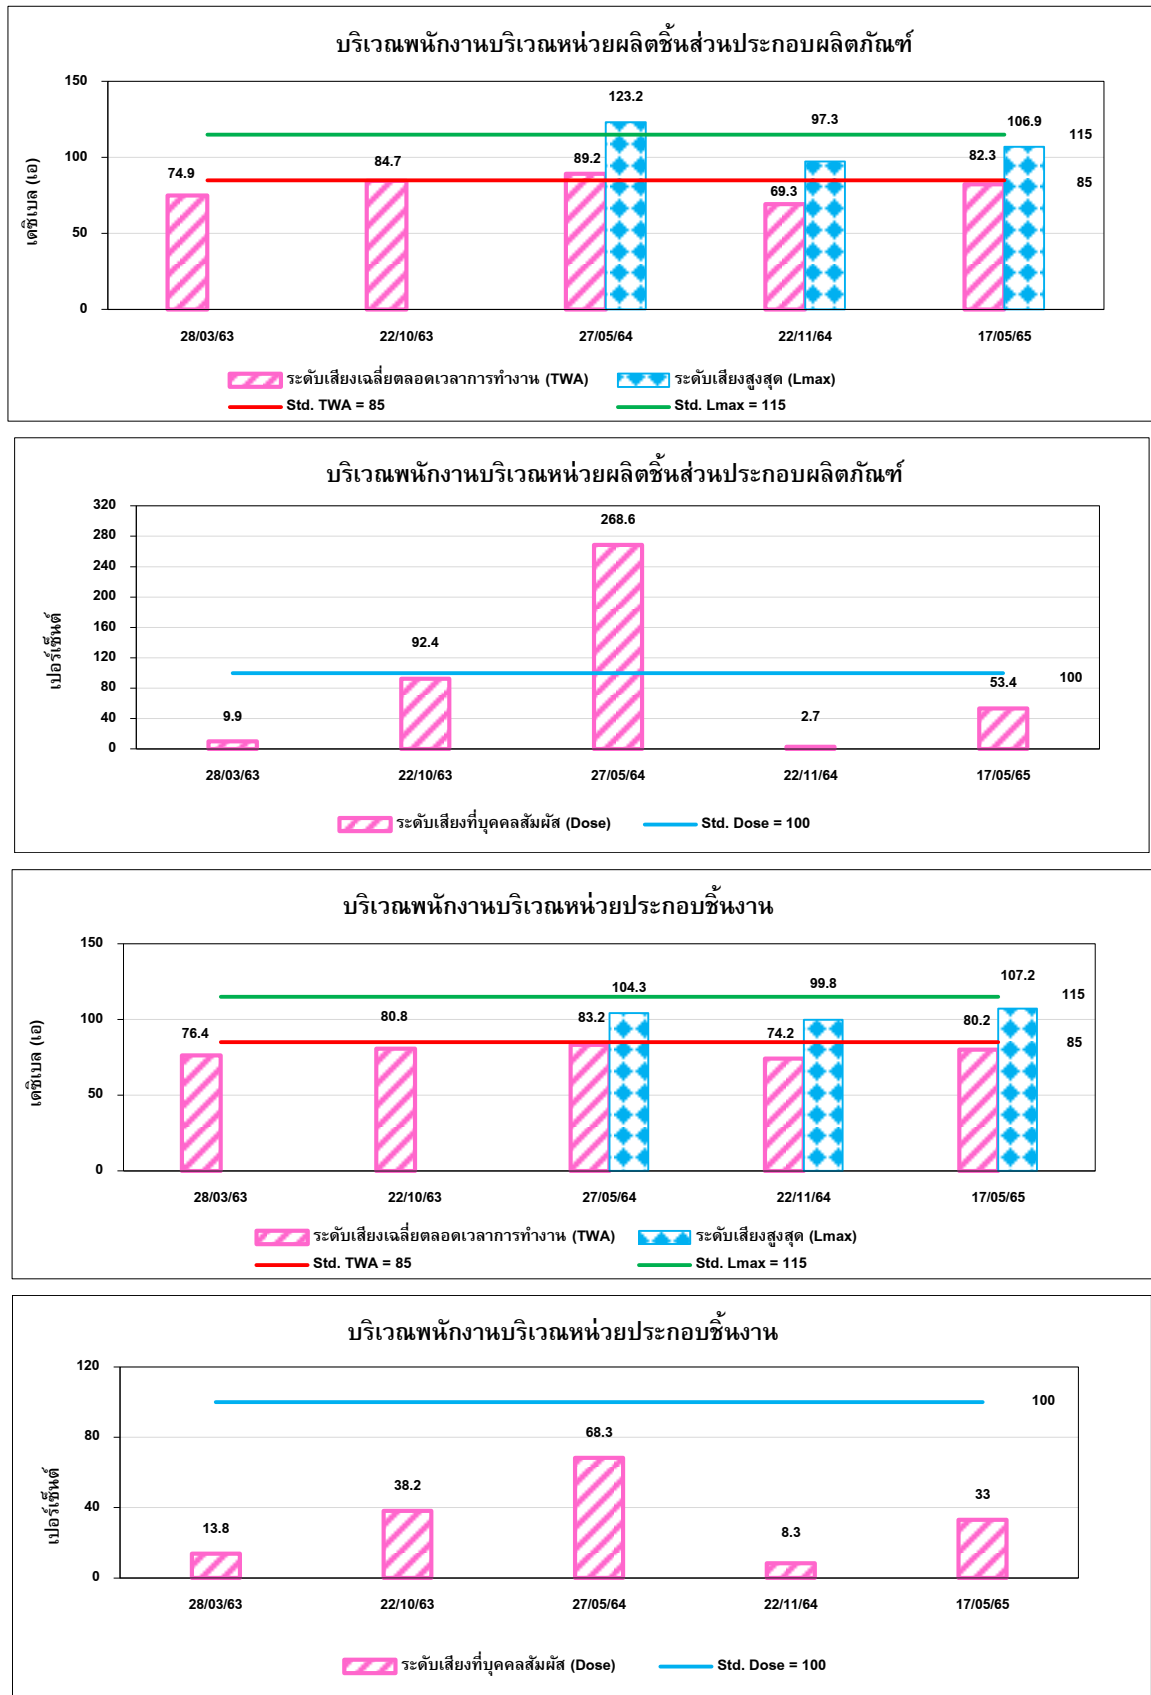 บริเวณพนักงานบริเวณหน่วยผลิตชิ้นส่วนประกอบผลิตภัณฑ์
เดซิเบล (เอ)
150
100
50
0
74.9
84.7
89.2
123.2
69.3
97.3
82.3
106.9
115
85
28/03/63 22/10/63 27/05/64 22/11/64 17/05/65
ระดับเสียงเฉลี่ยตลอดเวลาการทำงาน (TWA) ระดับเสียงสูงสุด (Lmax)
Std. TWA = 85 Std. Lmax = 115
บริเวณพนักงานบริเวณหน่วยผลิตชิ้นส่วนประกอบผลิตภัณฑ์
เปอร์เซ็นต์
320
280
240
200
160
120
80
40
0
9.9
92.4
268.6
2.7
53.4
100
28/03/63 22/10/63 27/05/64 22/11/64 17/05/65
ระดับเสียงที่บุคคลสัมผัส (Dose) Std. Dose = 100
บริเวณพนักงานบริเวณหน่วยประกอบชิ้นงาน
เดซิเบล (เอ)
150
100
50
0
76.4
80.8
83.2
104.3
74.2
99.8
80.2
107.2
115
85
28/03/63 22/10/63 27/05/64 22/11/64 17/05/65
ระดับเสียงเฉลี่ยตลอดเวลาการทำงาน (TWA) ระดับเสียงสูงสุด (Lmax)
Std. TWA = 85 Std. Lmax = 115
บริเวณพนักงานบริเวณหน่วยประกอบชิ้นงาน
เปอร์เซ็นต์
120
80
40
0
13.8
38.2
68.3
8.3
33
100
28/03/63 22/10/63 27/05/64 22/11/64 17/05/65
ระดับเสียงที่บุคคลสัมผัส (Dose) Std. Dose = 100